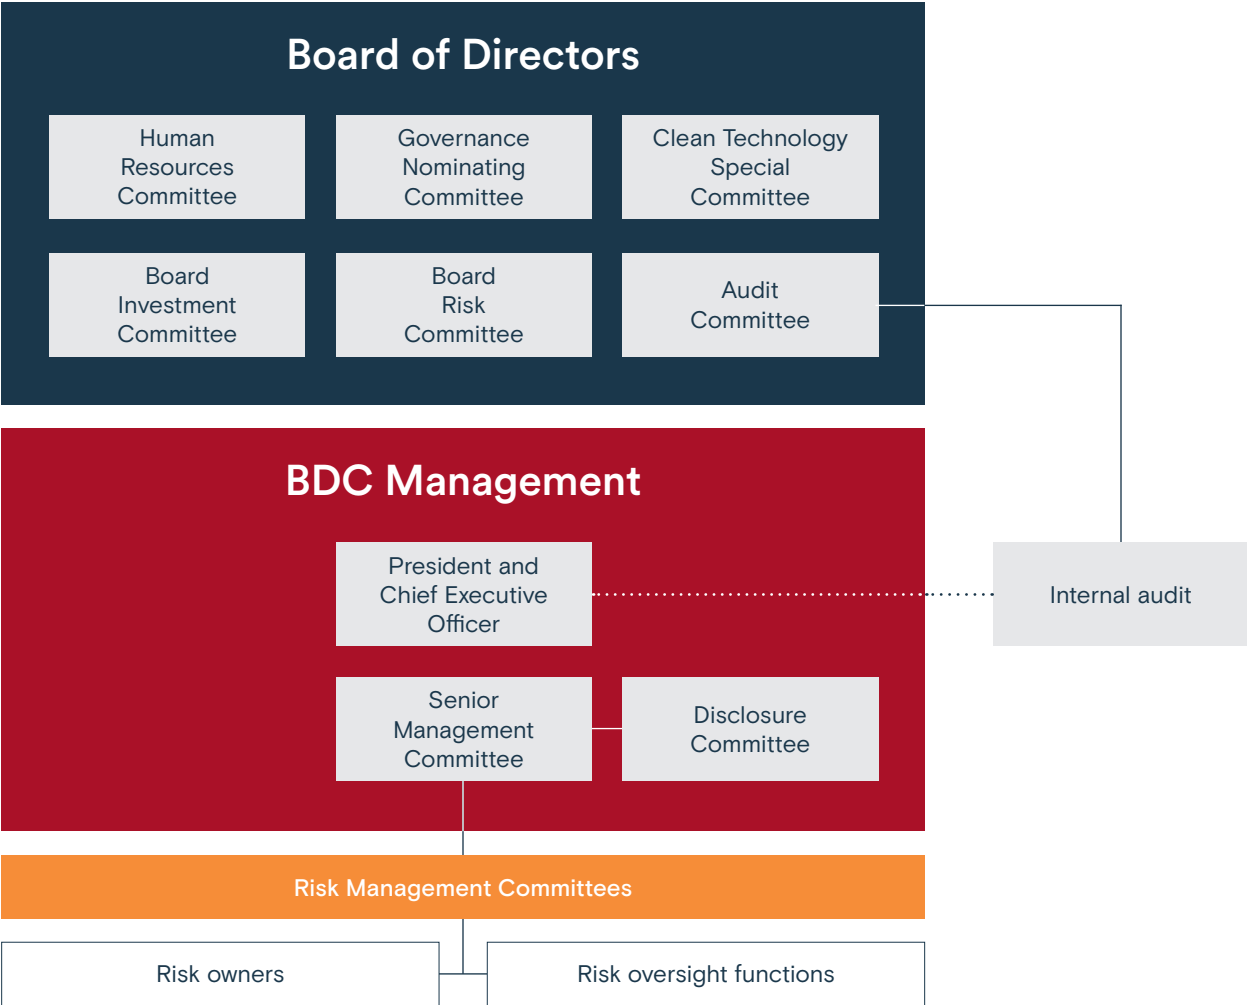 Board of Directors
Human
Resources
Committee
Governance
Nominating
Committee
Clean Technology
Special
Committee
Board
Investment
Committee
Board
Risk
Committee
Audit
Committee
BDC Management
President and
Chief Executive
Officer
Internal audit
Senior
Management
Committee
Disclosure
Committee
Risk Management Committees
Risk owners
Risk oversight functions